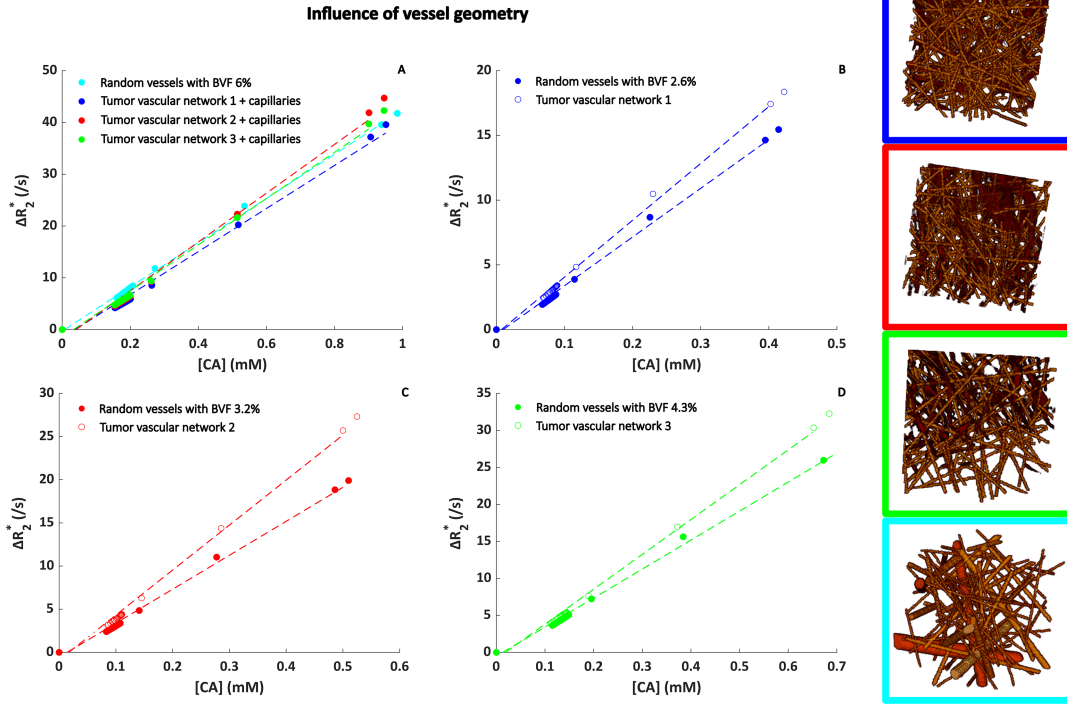 Influence of vessel geometry
A
Random vessels with BVF 6%
Tumor vascular network 1 + capillaries
Tumor vascular network 2 + capillaries
Tumor vascular network 3 + capillaries
50
40
30
20
10
0
ΔR₂* (/s)
0 0.2 0.4 0.6 0.8 1
[CA] (mM)
B
Random vessels with BVF 2.6%
Tumor vascular network 1
20
15
10
5
0
ΔR₂* (/s)
0 0.1 0.2 0.3 0.4 0.5
[CA] (mM)
C
Random vessels with BVF 3.2%
Tumor vascular network 2
30
25
20
15
10
5
0
ΔR₂* (/s)
0 0.1 0.2 0.3 0.4 0.5 0.6
[CA] (mM)
D
Random vessels with BVF 4.3%
Tumor vascular network 3
35
30
25
20
15
10
5
0
ΔR₂* (/s)
0 0.1 0.2 0.3 0.4 0.5 0.6 0.7
[CA] (mM)